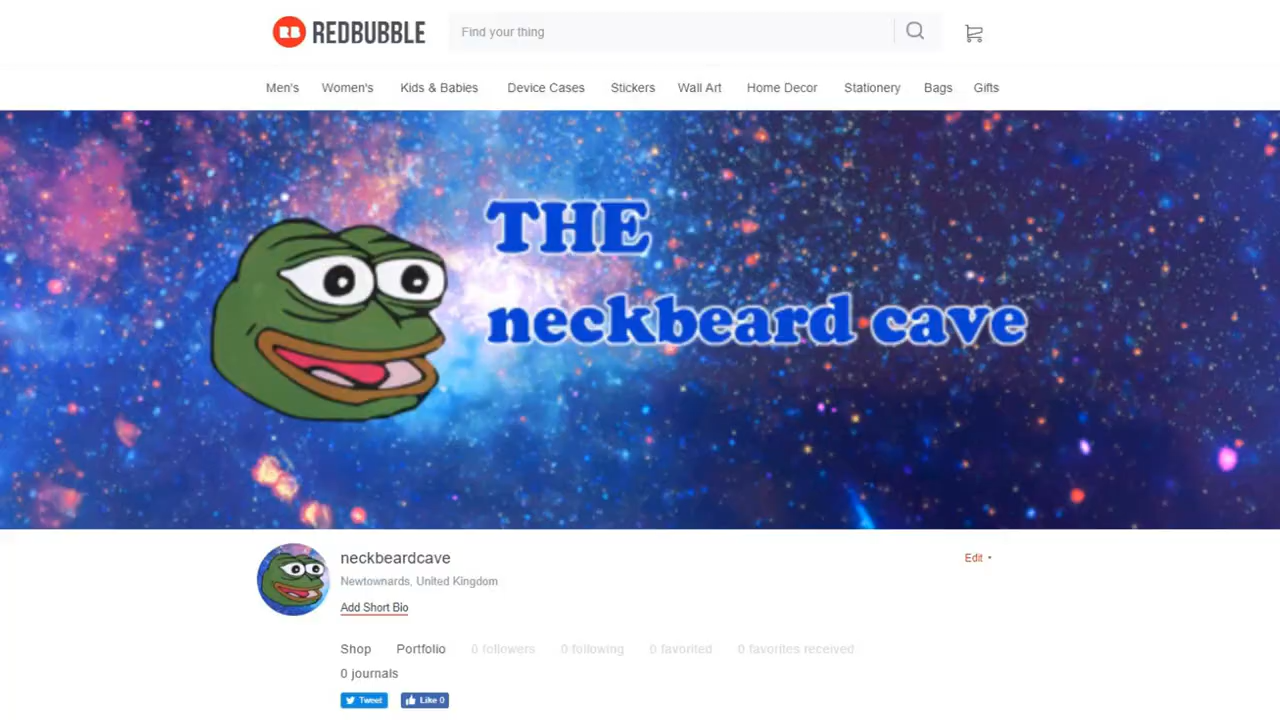 RB REDBUBBLE
Find your thing
Men's Women's Kids & Babies Device Cases Stickers Wall Art Home Decor Stationery Bags Gifts
THE
neckbeard cave
neckbeardcave
Edit
Newtownards, United Kingdom
Add Short Bio
Shop Portfolio 0 followers 0 following 0 favorited 0 favorites received
0 journals
Tweet Like 0